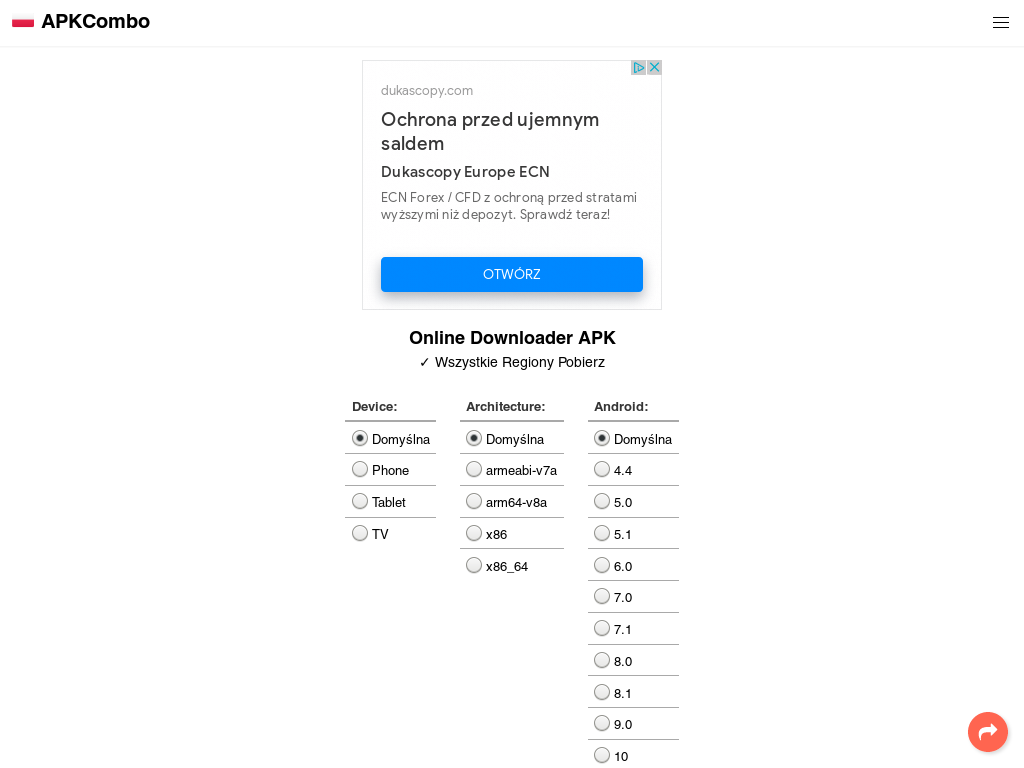 APKCombo
dukascopy.com
Ochrona przed ujemnym
saldem
Dukascopy Europe ECN
ECN Forex / CFD z ochroną przed stratami
wyższymi niż depozyt. Sprawdź teraz!
OTWÓRZ
Online Downloader APK
✓ Wszystkie Regiony Pobierz
Device:
Domyślna
Phone
Tablet
TV
Architecture:
Domyślna
armeabi-v7a
arm64-v8a
x86
x86_64
Android:
Domyślna
4.4
5.0
5.1
6.0
7.0
7.1
8.0
8.1
9.0
10